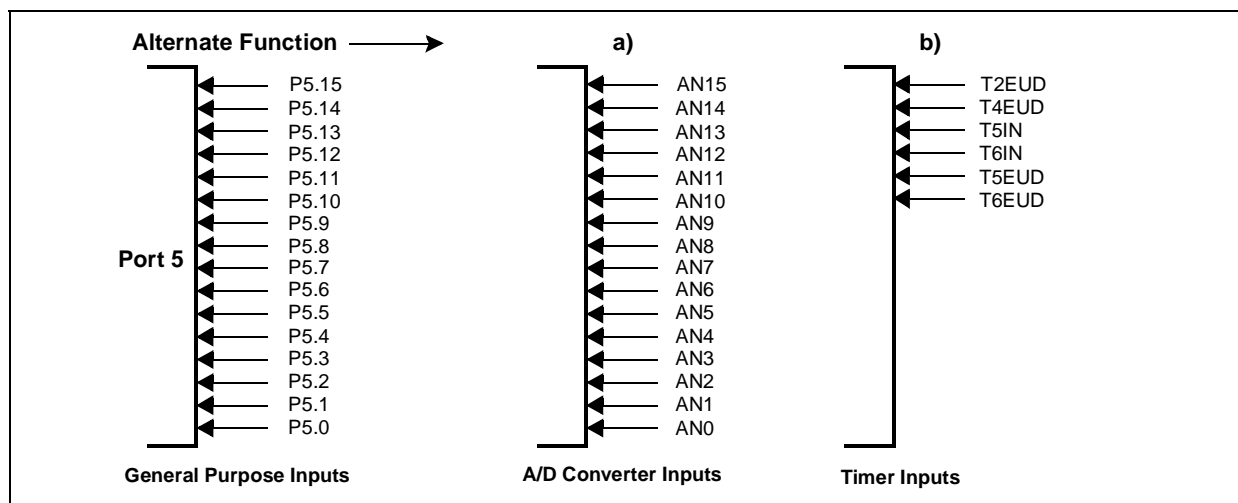 Alternate Function a) b)
P5.15 AN15 T2EUD
P5.14 AN14 T4EUD
P5.13 AN13 T5IN
P5.12 AN12 T6IN
P5.11 AN11 T5EUD
P5.10 AN10 T6EUD
P5.9 AN9
P5.8 AN8
Port 5 P5.7 AN7
P5.6 AN6
P5.5 AN5
P5.4 AN4
P5.3 AN3
P5.2 AN2
P5.1 AN1
P5.0 AN0
General Purpose Inputs A/D Converter Inputs Timer Inputs